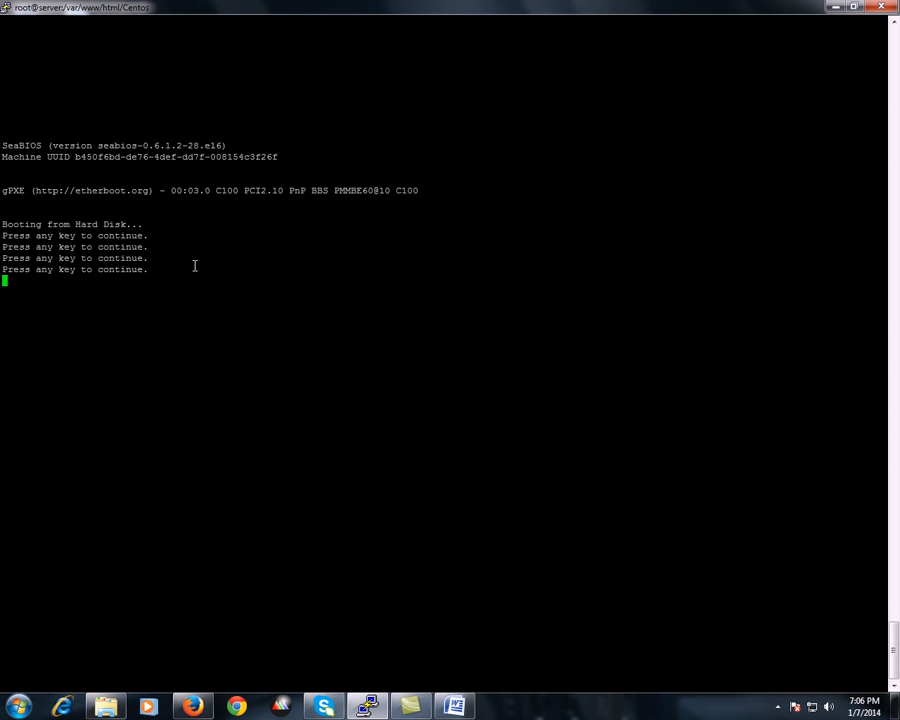 root@server:/var/www/html/Centos
SeaBIOS (version seabios-0.6.1.2-28.el6)
Machine UUID b450f6bd-de76-4def-dd7f-008154c3f26f
gPXE (http://etherboot.org) - 00:03.0 C100 PCI2.10 PnP BBS PMMBE60@10 C100
Booting from Hard Disk...
Press any key to continue.
Press any key to continue.
Press any key to continue.
Press any key to continue.
7:06 PM
1/7/2014